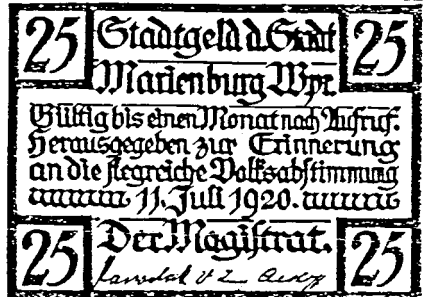 25 Stadtgeld d. Stadt 25
Marienburg Wpr.
Gültig bis einen Monat nach Aufruf.
Herausgegeben zur Erinnerung
an die siegreiche Volksabstimmung
11. Juli 1920.
Der Magistrat.
25 25